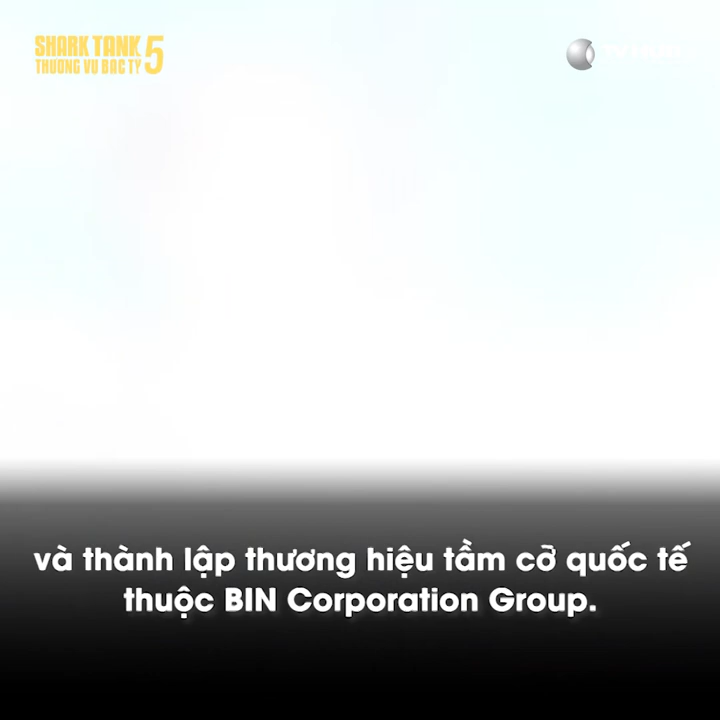 SHARK TANK 5
THƯƠNG VỤ BẠC TỶ
và thành lập thương hiệu tầm cỡ quốc tế
thuộc BIN Corporation Group.